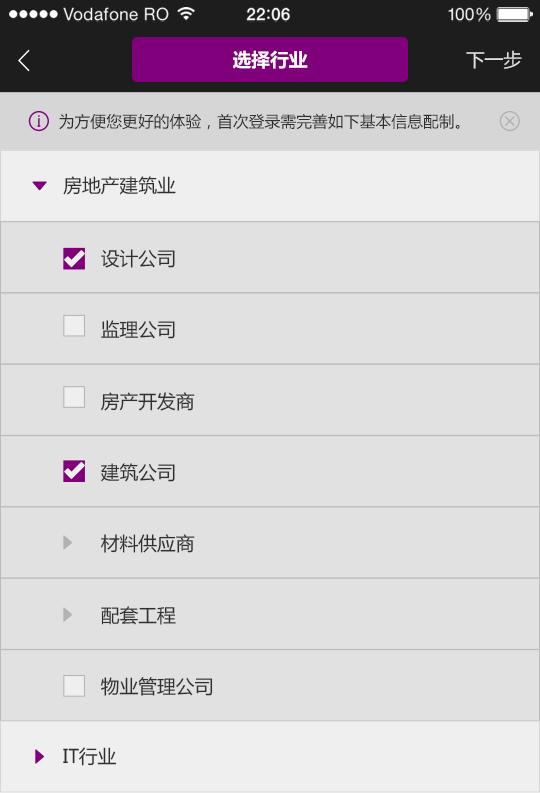 Vodafone RO 22:06 100%
选择行业 下一步
为方便您更好的体验，首次登录需完善如下基本信息配制。
房地产建筑业
设计公司
监理公司
房产开发商
建筑公司
材料供应商
配套工程
物业管理公司
IT行业